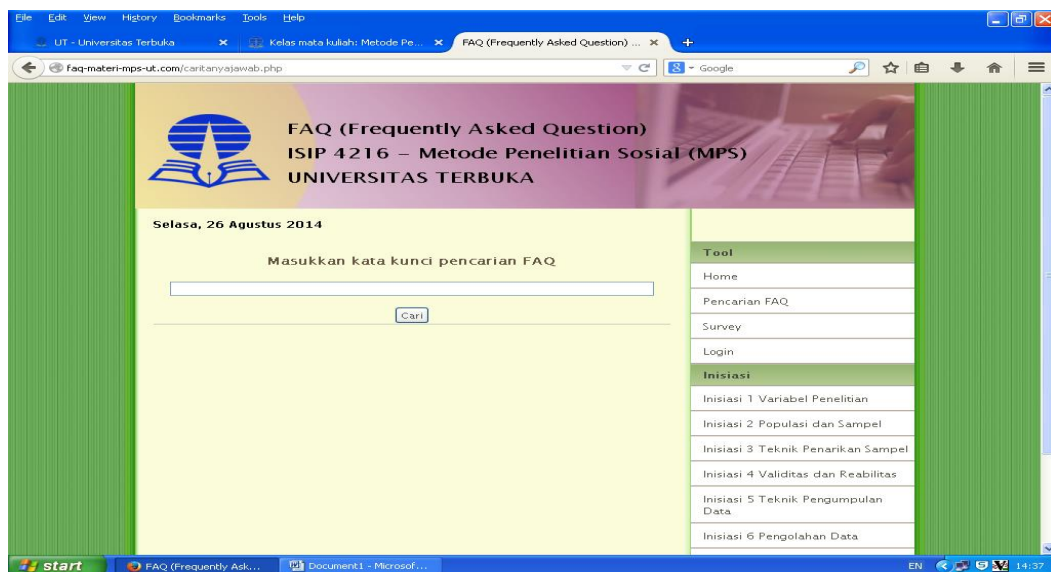 File Edit View History Bookmarks Tools Help
UT - Universitas Terbuka
Kelas mata kuliah: Metode Pe...
FAQ (Frequently Asked Question) ...
faq-materi-mps-ut.com/caritanyajawab.php
Google
FAQ (Frequently Asked Question)
ISIP 4216 – Metode Penelitian Sosial (MPS)
UNIVERSITAS TERBUKA
Selasa, 26 Agustus 2014
Masukkan kata kunci pencarian FAQ
Cari
Tool
Home
Pencarian FAQ
Survey
Login
Inisiasi
Inisiasi 1 Variabel Penelitian
Inisiasi 2 Populasi dan Sampel
Inisiasi 3 Teknik Penarikan Sampel
Inisiasi 4 Validitas dan Reabilitas
Inisiasi 5 Teknik Pengumpulan
Data
Inisiasi 6 Pengolahan Data
start
FAQ (Frequently Ask...
Document1 - Microsof...
EN
14:37